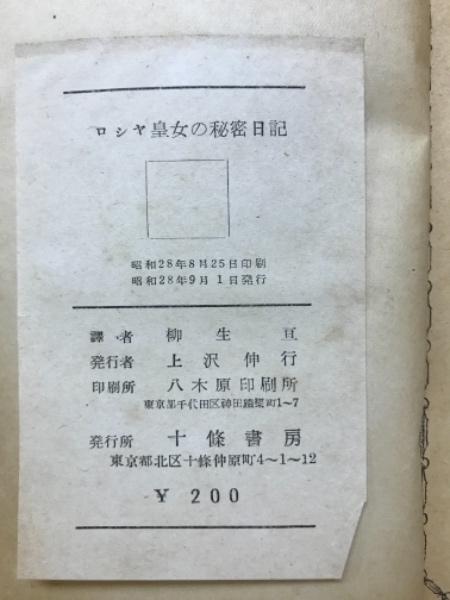 ロシヤ皇女の秘密日記
昭和28年8月25日印刷
昭和28年9月1日発行
譯者 柳生亘
発行者 上沢伸行
印刷所 八木原印刷所
東京都千代田区神田鎌倉町1〜7
発行所 十條書房
東京都北区十條仲原町4〜1〜12
¥ 200